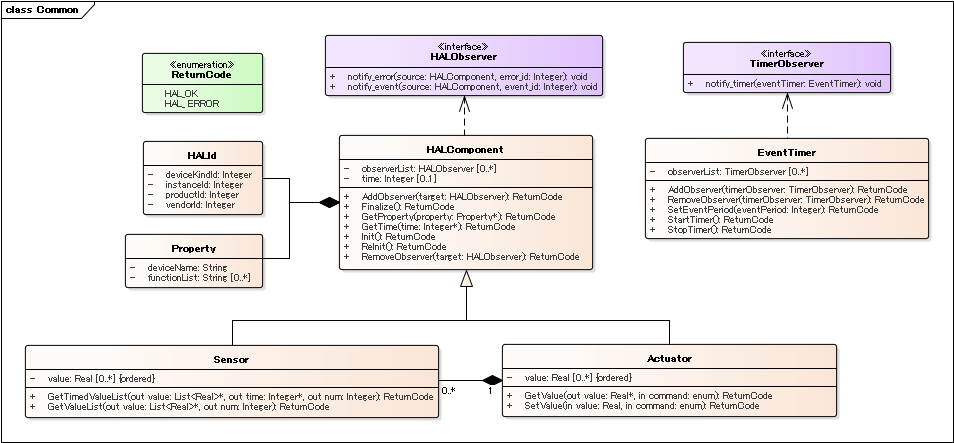 class Common
«enumeration»
ReturnCode
HAL_OK
HAL_ERROR
«interface»
HALObserver
+ notify_error(source: HALComponent, error_id: Integer): void
+ notify_event(source: HALComponent, event_id: Integer): void
«interface»
TimerObserver
+ notify_timer(eventTimer: EventTimer): void
HALId
- deviceKindId: Integer
- instanceId: Integer
- productId: Integer
- vendorId: Integer
HALComponent
- observerList: HALObserver [0..*]
- time: Integer [0..1]
+ AddObserver(target: HALObserver): ReturnCode
+ Finalize(): ReturnCode
+ GetProperty(property: Property*): ReturnCode
+ GetTime(time: Integer*): ReturnCode
+ Init(): ReturnCode
+ ReInit(): ReturnCode
+ RemoveObserver(target: HALObserver): ReturnCode
EventTimer
- observerList: TimerObserver [0..*]
+ AddObserver(timerObserver: TimerObserver): ReturnCode
+ RemoveObserver(timerObserver: TimerObserver): ReturnCode
+ SetEventPeriod(eventPeriod: Integer): ReturnCode
+ StartTimer(): ReturnCode
+ StopTimer(): ReturnCode
Property
- deviceName: String
- functionList: String [0..*]
Sensor
- value: Real [0..*] {ordered}
+ GetTimedValueList(out value: List<Real>*, out time: Integer*, out num: Integer): ReturnCode
+ GetValueList(out value: List<Real>*, out num: Integer): ReturnCode
0..*
1
Actuator
- value: Real [0..*] {ordered}
+ GetValue(out value: Real*, in command: enum): ReturnCode
+ SetValue(in value: Real, in command: enum): ReturnCode